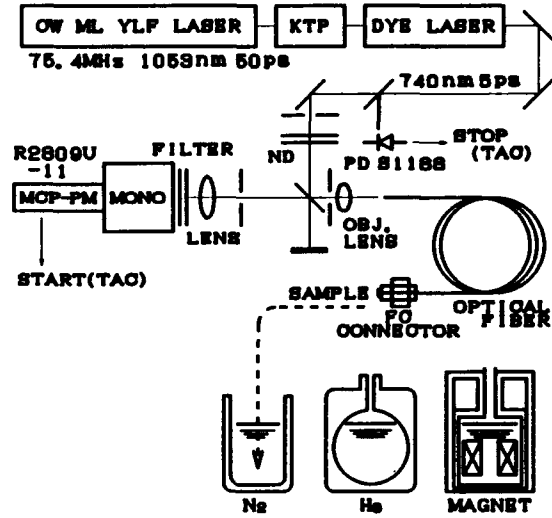 CW ML YLF LASER
KTP
DYE LASER
75.4MHz 1053nm 50ps
740nm 5ps
STOP
(TAC)
ND
PD S1188
FILTER
R2809U
-11
MCP-PM
MONO
LENS
OBJ.
LENS
START(TAC)
SAMPLE
FC
CONNECTOR
OPTICAL
FIBER
N2
He
MAGNET